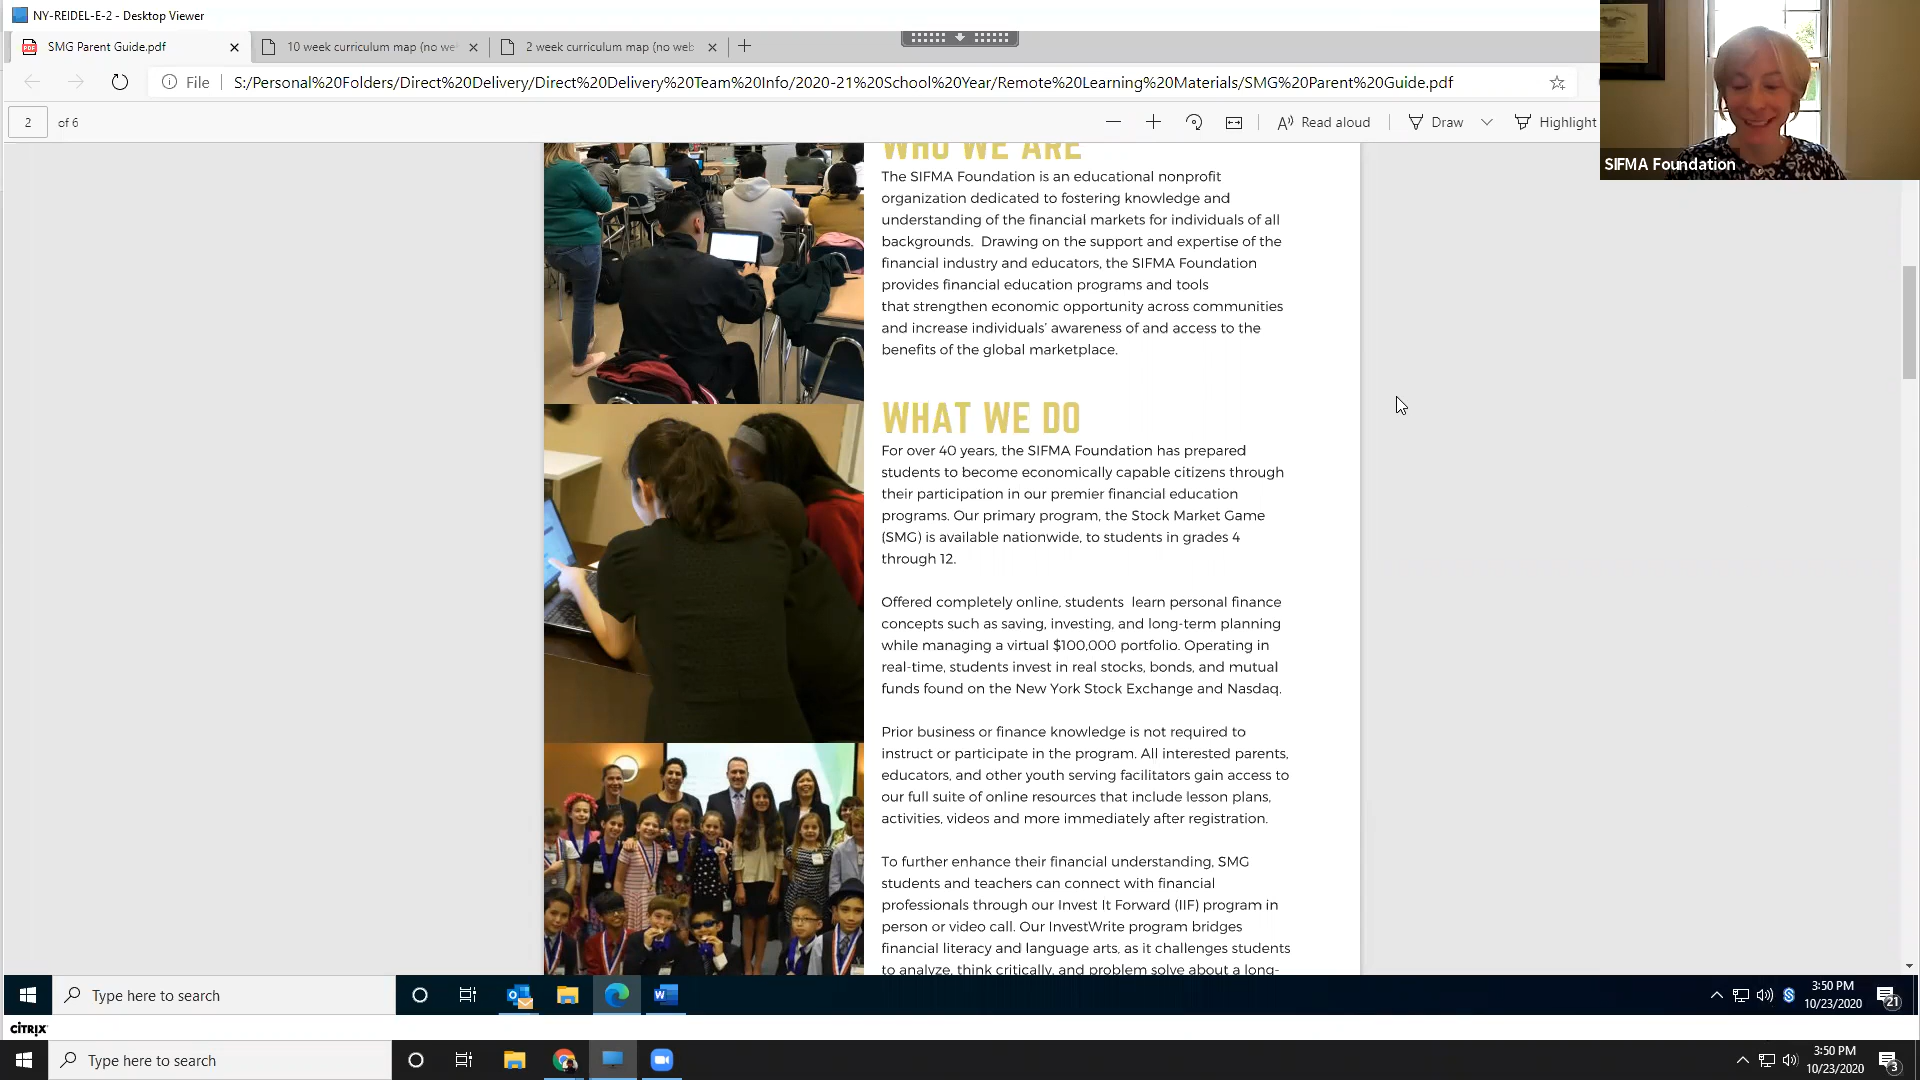 NY-REIDEL-E-2 - Desktop Viewer
SMG Parent Guide.pdf
10 week curriculum map (no we
2 week curriculum map (no web
File
S:/Personal%20Folders/Direct%20Delivery/Direct%20Delivery%20Team%20Info/2020-21%20School%20Year/Remote%20Learning%20Materials/SMG%20Parent%20Guide.pdf
2 of 6
Read aloud
Draw
Highlight
SIFMA Foundation
WHO WE ARE
The SIFMA Foundation is an educational nonprofit
organization dedicated to fostering knowledge and
understanding of the financial markets for individuals of all
backgrounds. Drawing on the support and expertise of the
financial industry and educators, the SIFMA Foundation
provides financial education programs and tools
that strengthen economic opportunity across communities
and increase individuals' awareness of and access to the
benefits of the global marketplace.
WHAT WE DO
For over 40 years, the SIFMA Foundation has prepared
students to become economically capable citizens through
their participation in our premier financial education
programs. Our primary program, the Stock Market Game
(SMG) is available nationwide, to students in grades 4
through 12.
Offered completely online, students learn personal finance
concepts such as saving, investing, and long-term planning
while managing a virtual $100,000 portfolio. Operating in
real-time, students invest in real stocks, bonds, and mutual
funds found on the New York Stock Exchange and Nasdaq.
Prior business or finance knowledge is not required to
instruct or participate in the program. All interested parents,
educators, and other youth serving facilitators gain access to
our full suite of online resources that include lesson plans,
activities, videos and more immediately after registration.
To further enhance their financial understanding, SMG
students and teachers can connect with financial
professionals through our Invest It Forward (IIF) program in
person or video call. Our InvestWrite program bridges
financial literacy and language arts, as it challenges students
to analyze, think critically, and problem solve about a long-
Type here to search
3:50 PM
10/23/2020
21
CITRIX
Type here to search
3:50 PM
10/23/2020
3